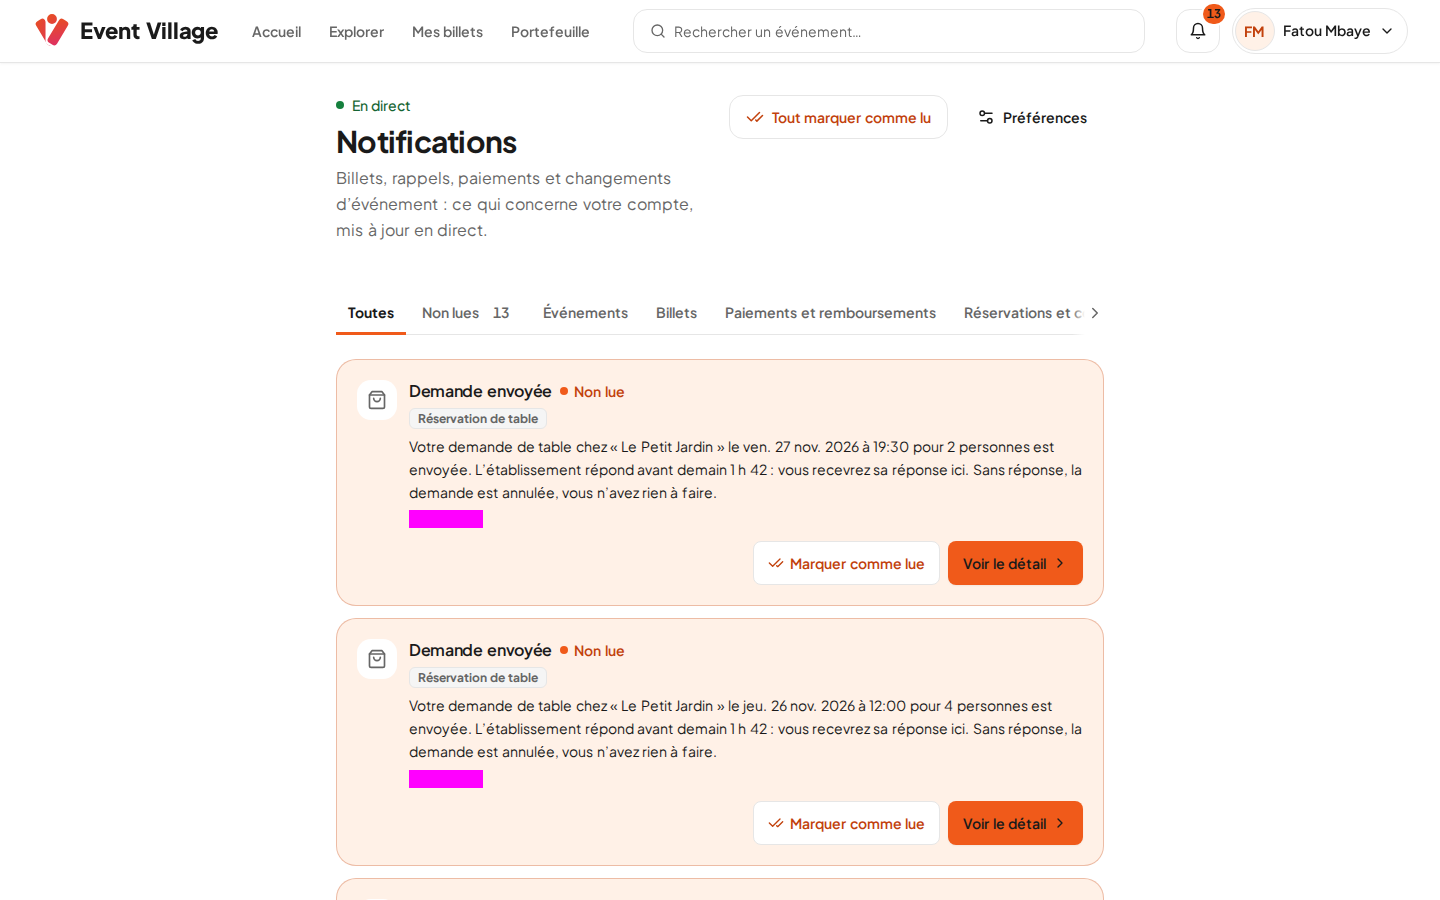 Event Village
Accueil
Explorer
Mes billets
Portefeuille
Rechercher un événement…
13
FM
Fatou Mbaye
En direct
Notifications
Billets, rappels, paiements et changements
d’événement : ce qui concerne votre compte,
mis à jour en direct.
Tout marquer comme lu
Préférences
Toutes
Non lues 13
Événements
Billets
Paiements et remboursements
Réservations et
Demande envoyée
Non lue
Réservation de table
Votre demande de table chez « Le Petit Jardin » le ven. 27 nov. 2026 à 19:30 pour 2 personnes est
envoyée. L’établissement répond avant demain 1 h 42 : vous recevrez sa réponse ici. Sans réponse, la
demande est annulée, vous n’avez rien à faire.
Marquer comme lue
Voir le détail
Demande envoyée
Non lue
Réservation de table
Votre demande de table chez « Le Petit Jardin » le jeu. 26 nov. 2026 à 12:00 pour 4 personnes est
envoyée. L’établissement répond avant demain 1 h 42 : vous recevrez sa réponse ici. Sans réponse, la
demande est annulée, vous n’avez rien à faire.
Marquer comme lue
Voir le détail